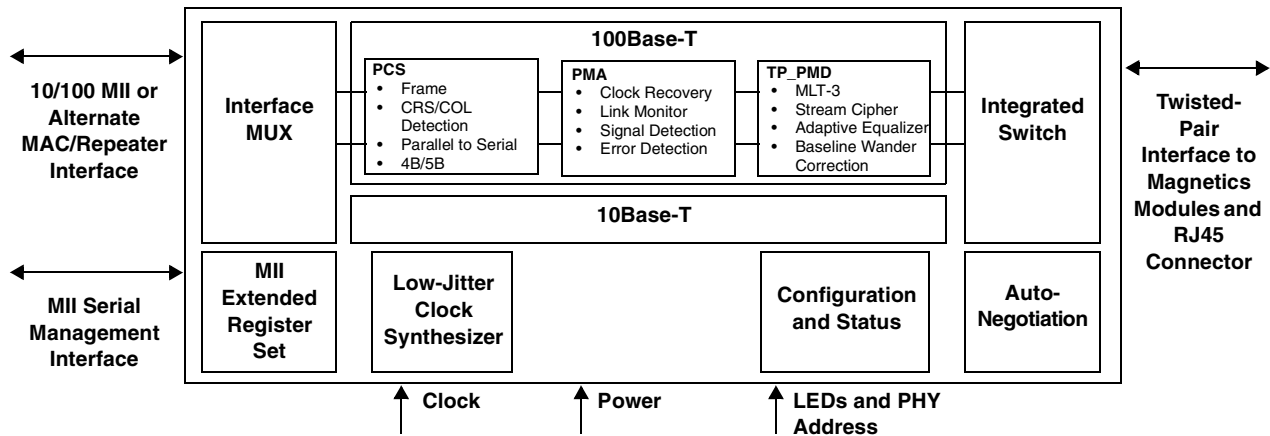 10/100 MII or
Alternate
MAC/Repeater
Interface
MII Serial
Management
Interface
Interface
MUX
100Base-T
PCS
• Frame
• CRS/COL
Detection
• Parallel to Serial
• 4B/5B
PMA
• Clock Recovery
• Link Monitor
• Signal Detection
• Error Detection
TP_PMD
• MLT-3
• Stream Cipher
• Adaptive Equalizer
• Baseline Wander
Correction
10Base-T
Integrated
Switch
Twisted-
Pair
Interface to
Magnetics
Modules and
RJ45
Connector
MII
Extended
Register
Set
Low-Jitter
Clock
Synthesizer
Configuration
and Status
Auto-
Negotiation
Clock
Power
LEDs and PHY
Address